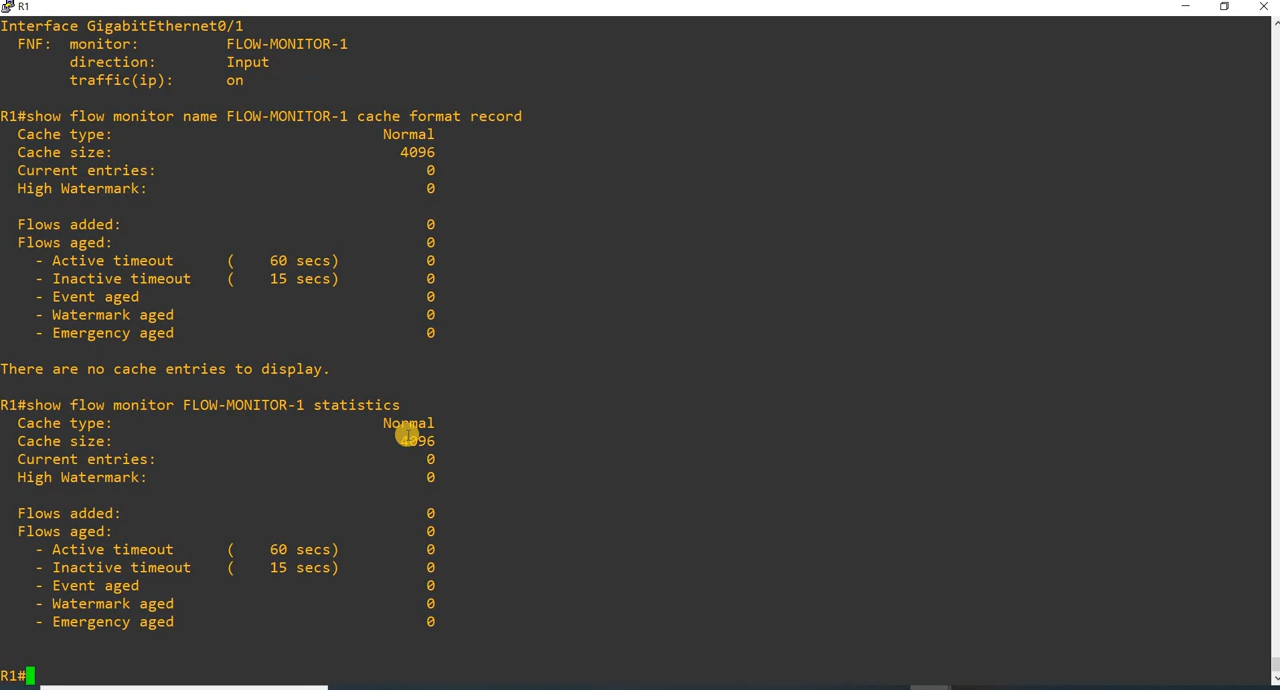 R1
Interface GigabitEthernet0/1
FNF: monitor: FLOW-MONITOR-1
direction: Input
traffic(ip): on
R1#show flow monitor name FLOW-MONITOR-1 cache format record
Cache type: Normal
Cache size: 4096
Current entries: 0
High Watermark: 0
Flows added: 0
Flows aged: 0
- Active timeout ( 60 secs) 0
- Inactive timeout ( 15 secs) 0
- Event aged 0
- Watermark aged 0
- Emergency aged 0
There are no cache entries to display.
R1#show flow monitor FLOW-MONITOR-1 statistics
Cache type: Normal
Cache size: 4096
Current entries: 0
High Watermark: 0
Flows added: 0
Flows aged: 0
- Active timeout ( 60 secs) 0
- Inactive timeout ( 15 secs) 0
- Event aged 0
- Watermark aged 0
- Emergency aged 0
R1#